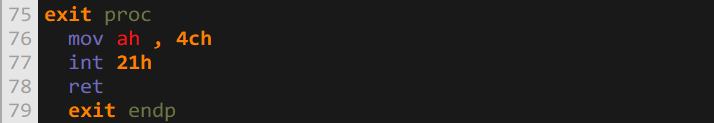 75 exit proc
76 mov ah , 4ch
77 int 21h
78 ret
79 exit endp